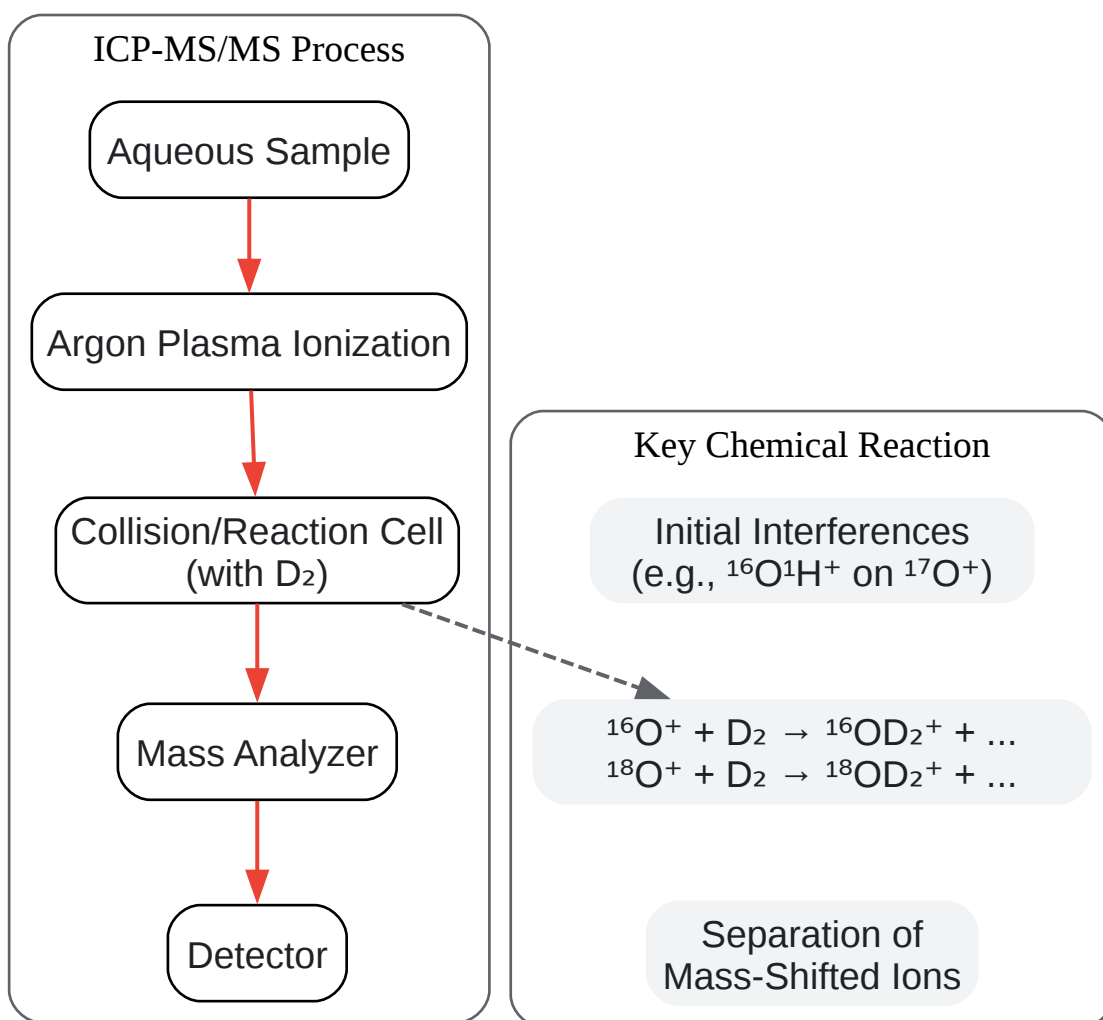 ICP-MS/MS Process
Aqueous Sample
Argon Plasma Ionization
Collision/Reaction Cell
(with D₂)
Mass Analyzer
Detector
Key Chemical Reaction
Initial Interferences
(e.g., ¹⁶O¹H⁺ on ¹⁷O⁺)
¹⁶O⁺ + D₂ → ¹⁶OD₂⁺ + ...
¹⁸O⁺ + D₂ → ¹⁸OD₂⁺ + ...
Separation of
Mass-Shifted Ions